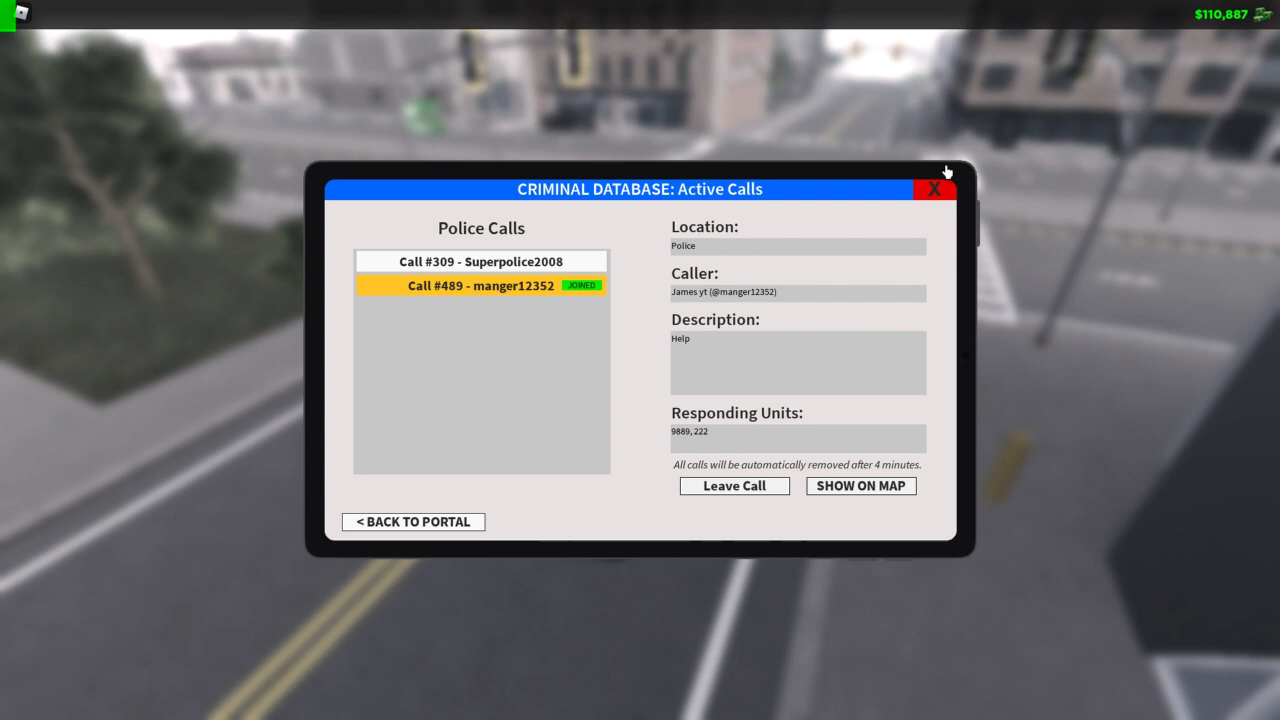 $110,887
CRIMINAL DATABASE: Active Calls
X
Police Calls
Call #309 - Superpolice2008
Call #489 - manger12352 JOINED
Location:
Police
Caller:
James yt (@manger12352)
Description:
Help
Responding Units:
9889, 222
All calls will be automatically removed after 4 minutes.
Leave Call
SHOW ON MAP
< BACK TO PORTAL